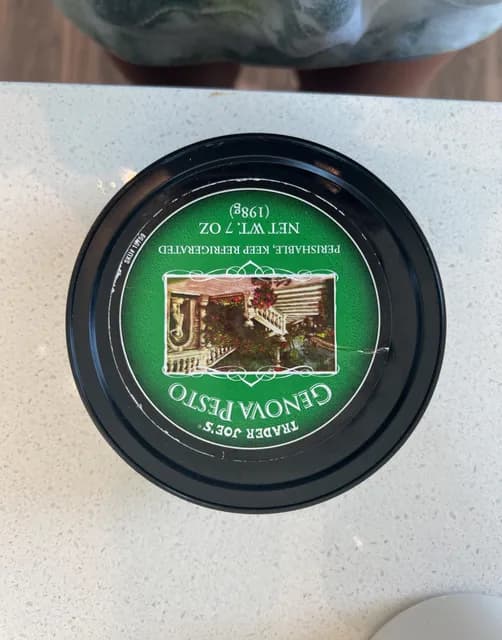 TRADER JOE'S®
GENOVA PESTO
PERISHABLE, KEEP REFRIGERATED
NET WT. 7 OZ
(198g)